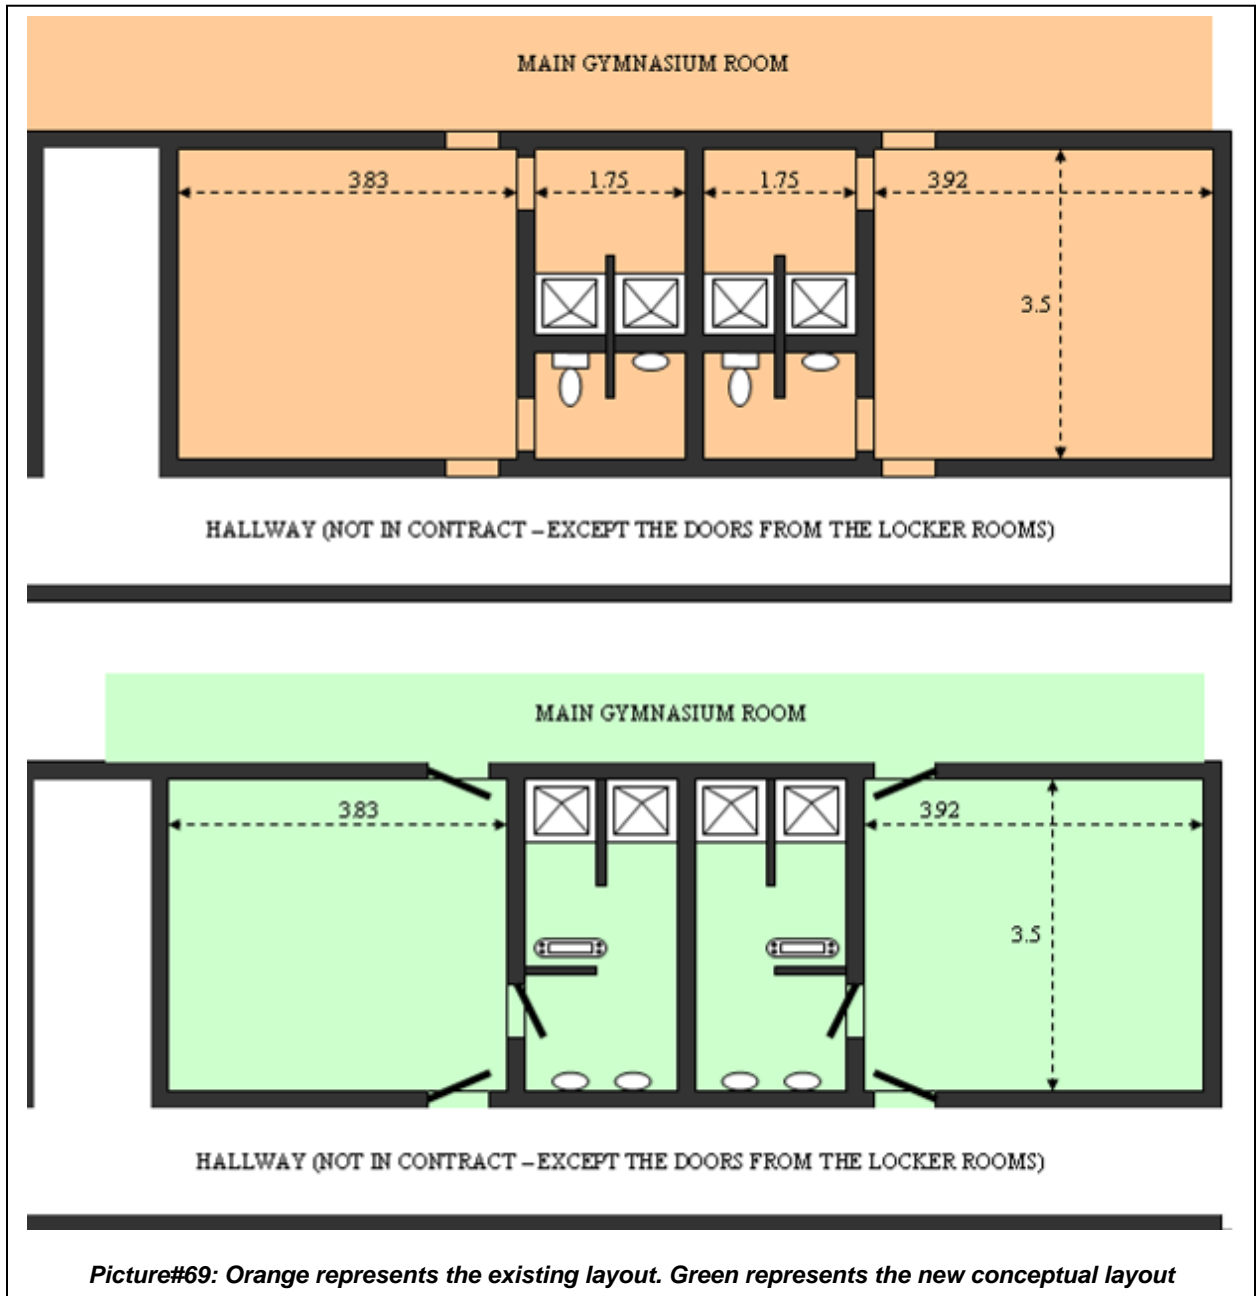 MAIN GYMNASIUM ROOM
3.83
1.75
1.75
3.92
3.5
HALLWAY (NOT IN CONTRACT – EXCEPT THE DOORS FROM THE LOCKER ROOMS)
MAIN GYMNASIUM ROOM
3.83
3.92
3.5
HALLWAY (NOT IN CONTRACT – EXCEPT THE DOORS FROM THE LOCKER ROOMS)
Picture#69: Orange represents the existing layout. Green represents the new conceptual layout